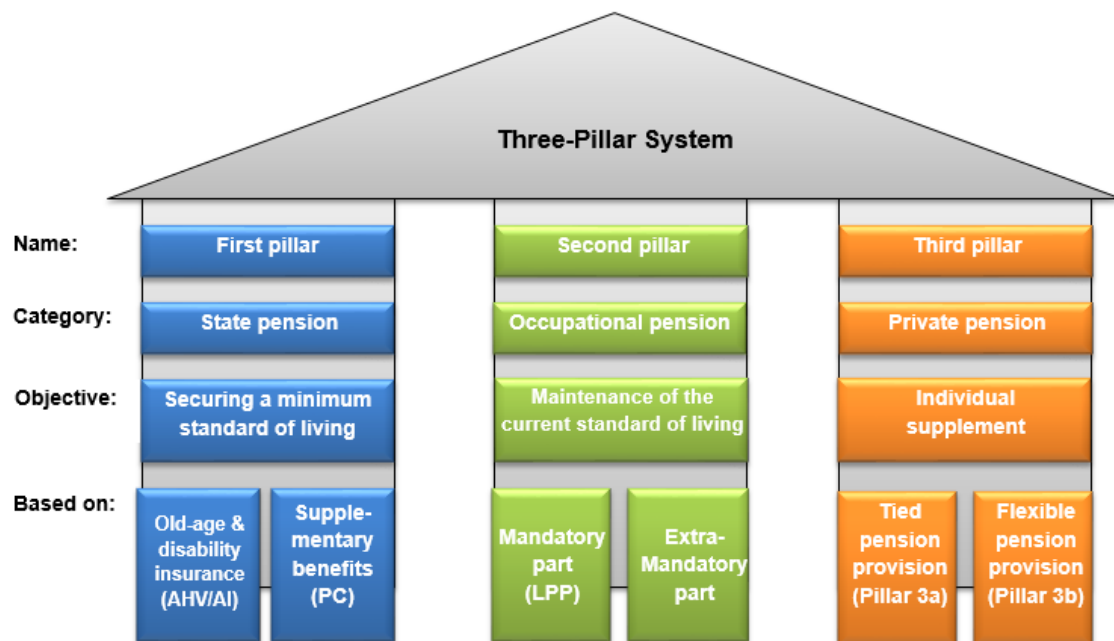 Three-Pillar System
Name:
First pillar
Second pillar
Third pillar
Category:
State pension
Occupational pension
Private pension
Objective:
Securing a minimum
standard of living
Maintenance of the
current standard of living
Individual
supplement
Based on:
Old-age &
disability
insurance
(AHV/AI)
Supple-
mentary
benefits
(PC)
Mandatory
part
(LPP)
Extra-
Mandatory
part
Tied
pension
provision
(Pillar 3a)
Flexible
pension
provision
(Pillar 3b)